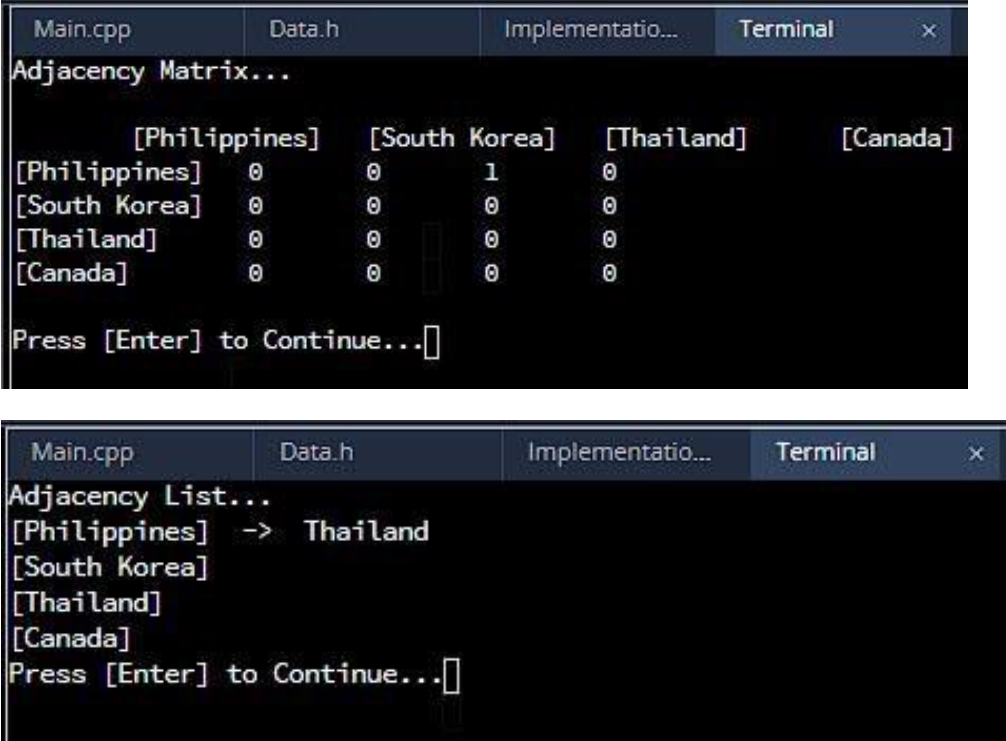 Main.cpp Data.h Implementatio... Terminal ×
Adjacency Matrix...
[Philippines] [South Korea] [Thailand] [Canada]
[Philippines] 0 0 1 0
[South Korea] 0 0 0 0
[Thailand] 0 0 0 0
[Canada] 0 0 0 0
Press [Enter] to Continue...
Main.cpp Data.h Implementatio... Terminal ×
Adjacency List...
[Philippines] -> Thailand
[South Korea]
[Thailand]
[Canada]
Press [Enter] to Continue...